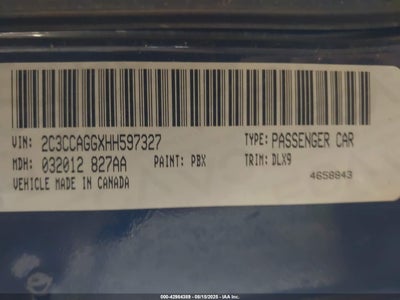 VIN: 2C3CCAGGXHH597327 TYPE: PASSENGER CAR
MDH: 032012 827AA PAINT: PBX TRIM: DLX9
VEHICLE MADE IN CANADA
4658843
000-42984389 - 08/15/2025 - IAA Inc.